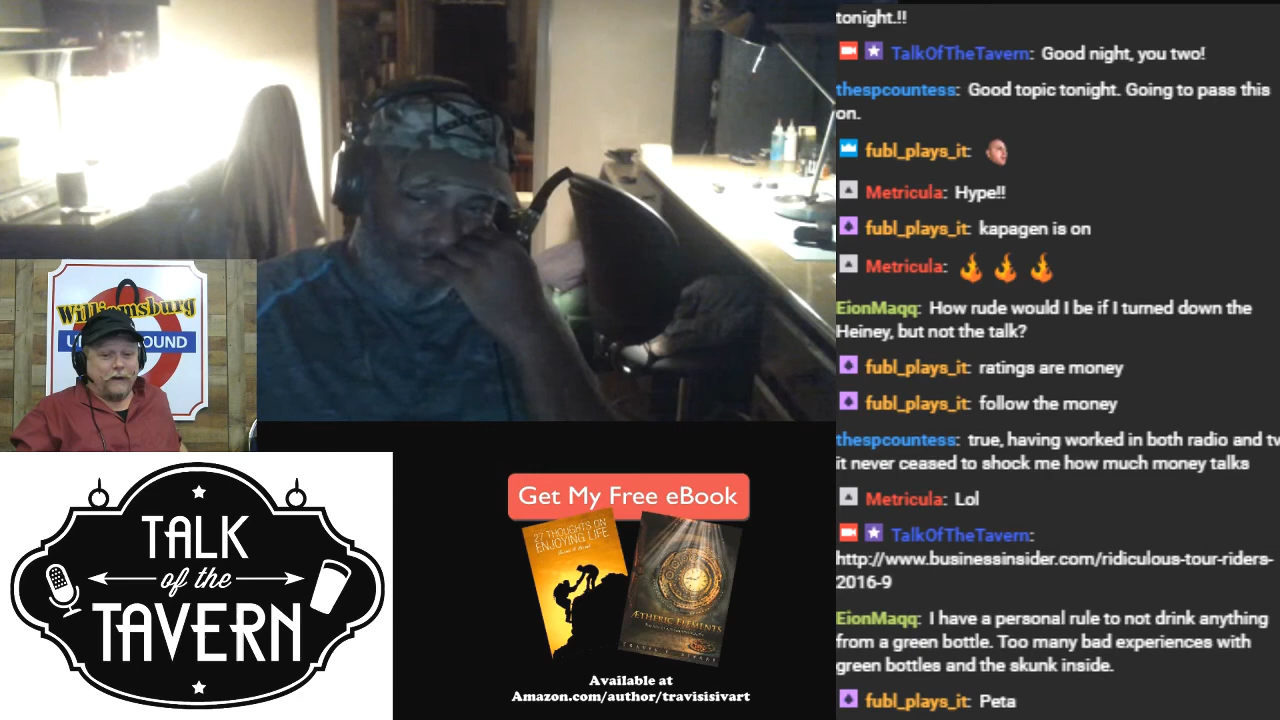 tonight.!!
TalkOfTheTavern: Good night, you two!
thespcountess: Good topic tonight. Going to pass this
on.
fubl_plays_it:
Metricula: Hype!!
fubl_plays_it: kapagen is on
Metricula:
EionMaqq: How rude would I be if I turned down the
Heiney, but not the talk?
fubl_plays_it: ratings are money
fubl_plays_it: follow the money
thespcountess: true, having worked in both radio and tv
it never ceased to shock me how much money talks
Metricula: Lol
TalkOfTheTavern:
http://www.businessinsider.com/ridiculous-tour-riders-
2016-9
EionMaqq: I have a personal rule to not drink anything
from a green bottle. Too many bad experiences with
green bottles and the skunk inside.
fubl_plays_it: Peta
Williamsburg
TALK
of the
TAVERN
Get My Free eBook
27 THOUGHTS ON
ENJOYING LIFE
ÆTHERIC ELEMENTS
Available at
Amazon.com/author/travisisivart